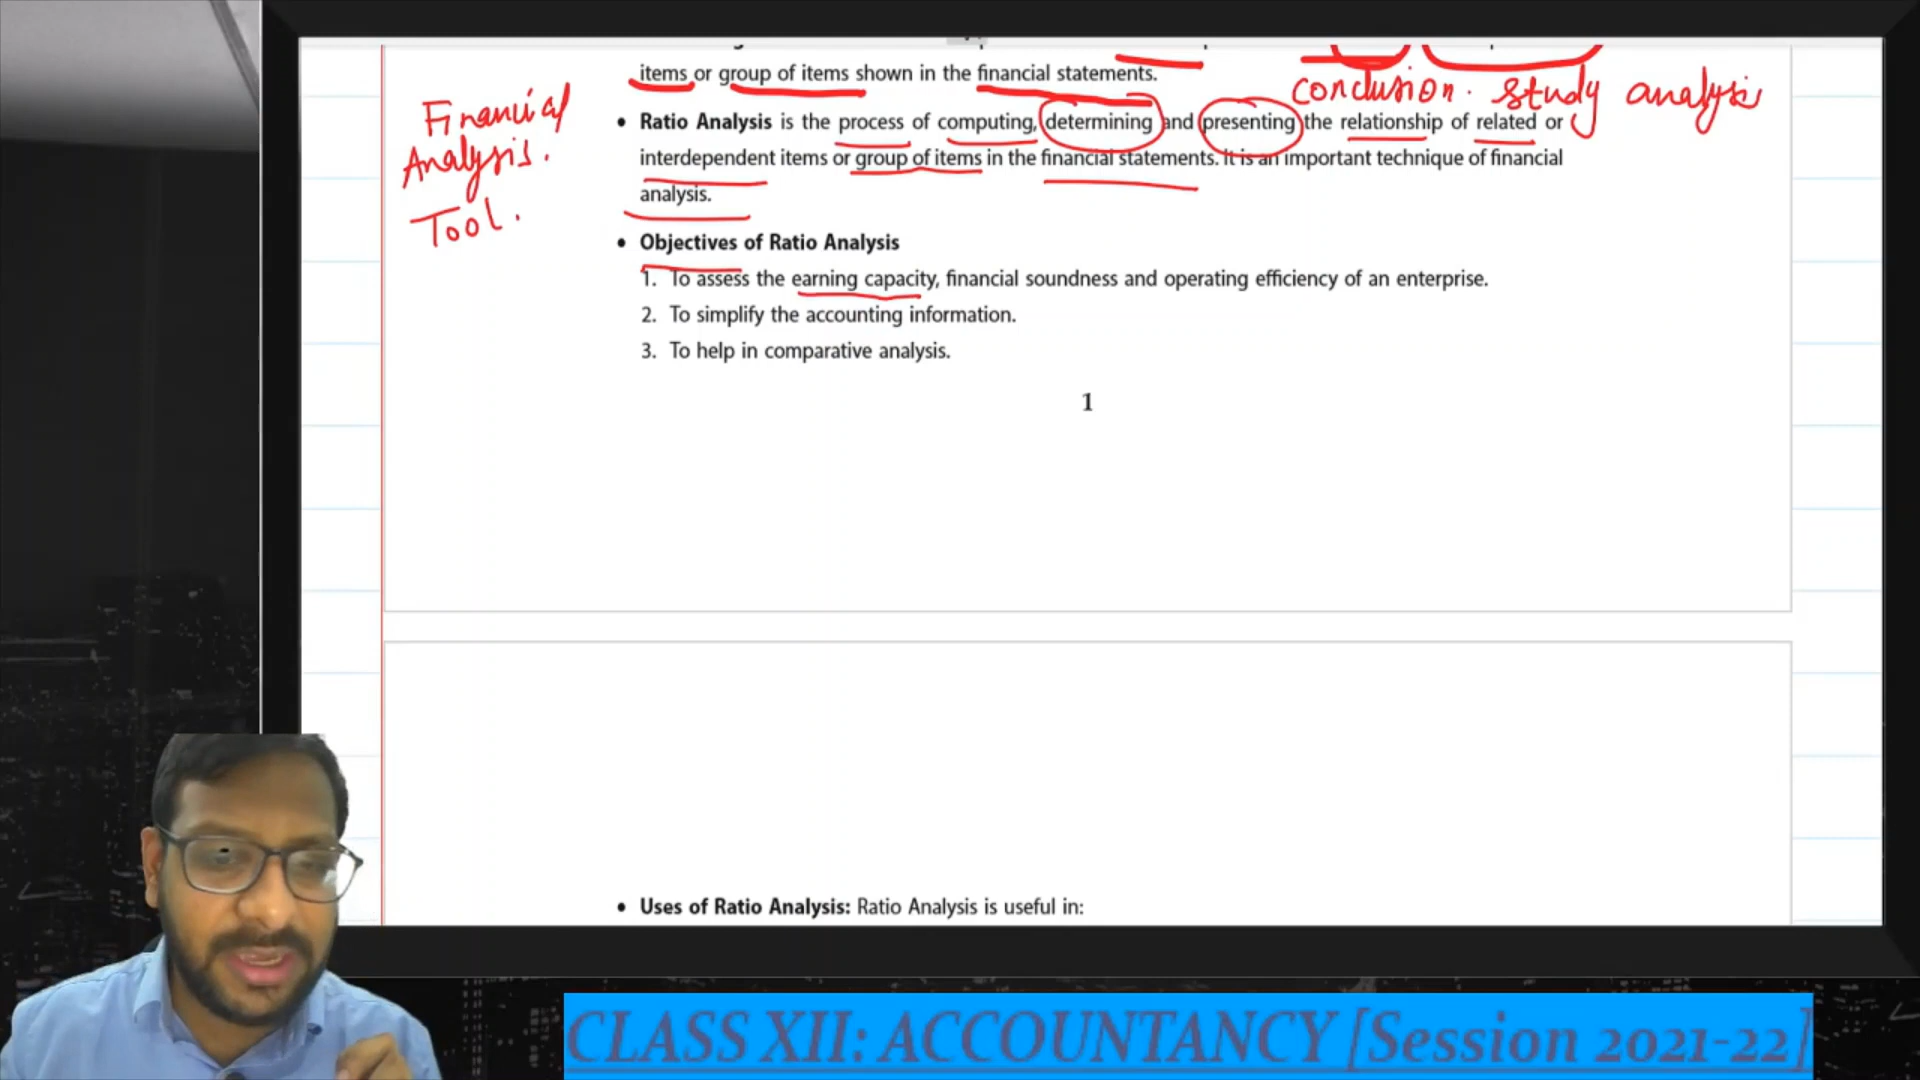 items or group of items shown in the financial statements.
conclusion. study analysis
Financial
Analysis.
Tool.
• Ratio Analysis is the process of computing, determining and presenting the relationship of related or
interdependent items or group of items in the financial statements. It is an important technique of financial
analysis.
• Objectives of Ratio Analysis
1. To assess the earning capacity, financial soundness and operating efficiency of an enterprise.
2. To simplify the accounting information.
3. To help in comparative analysis.
1
• Uses of Ratio Analysis: Ratio Analysis is useful in:
CLASS XII: ACCOUNTANCY [Session 2021-22]